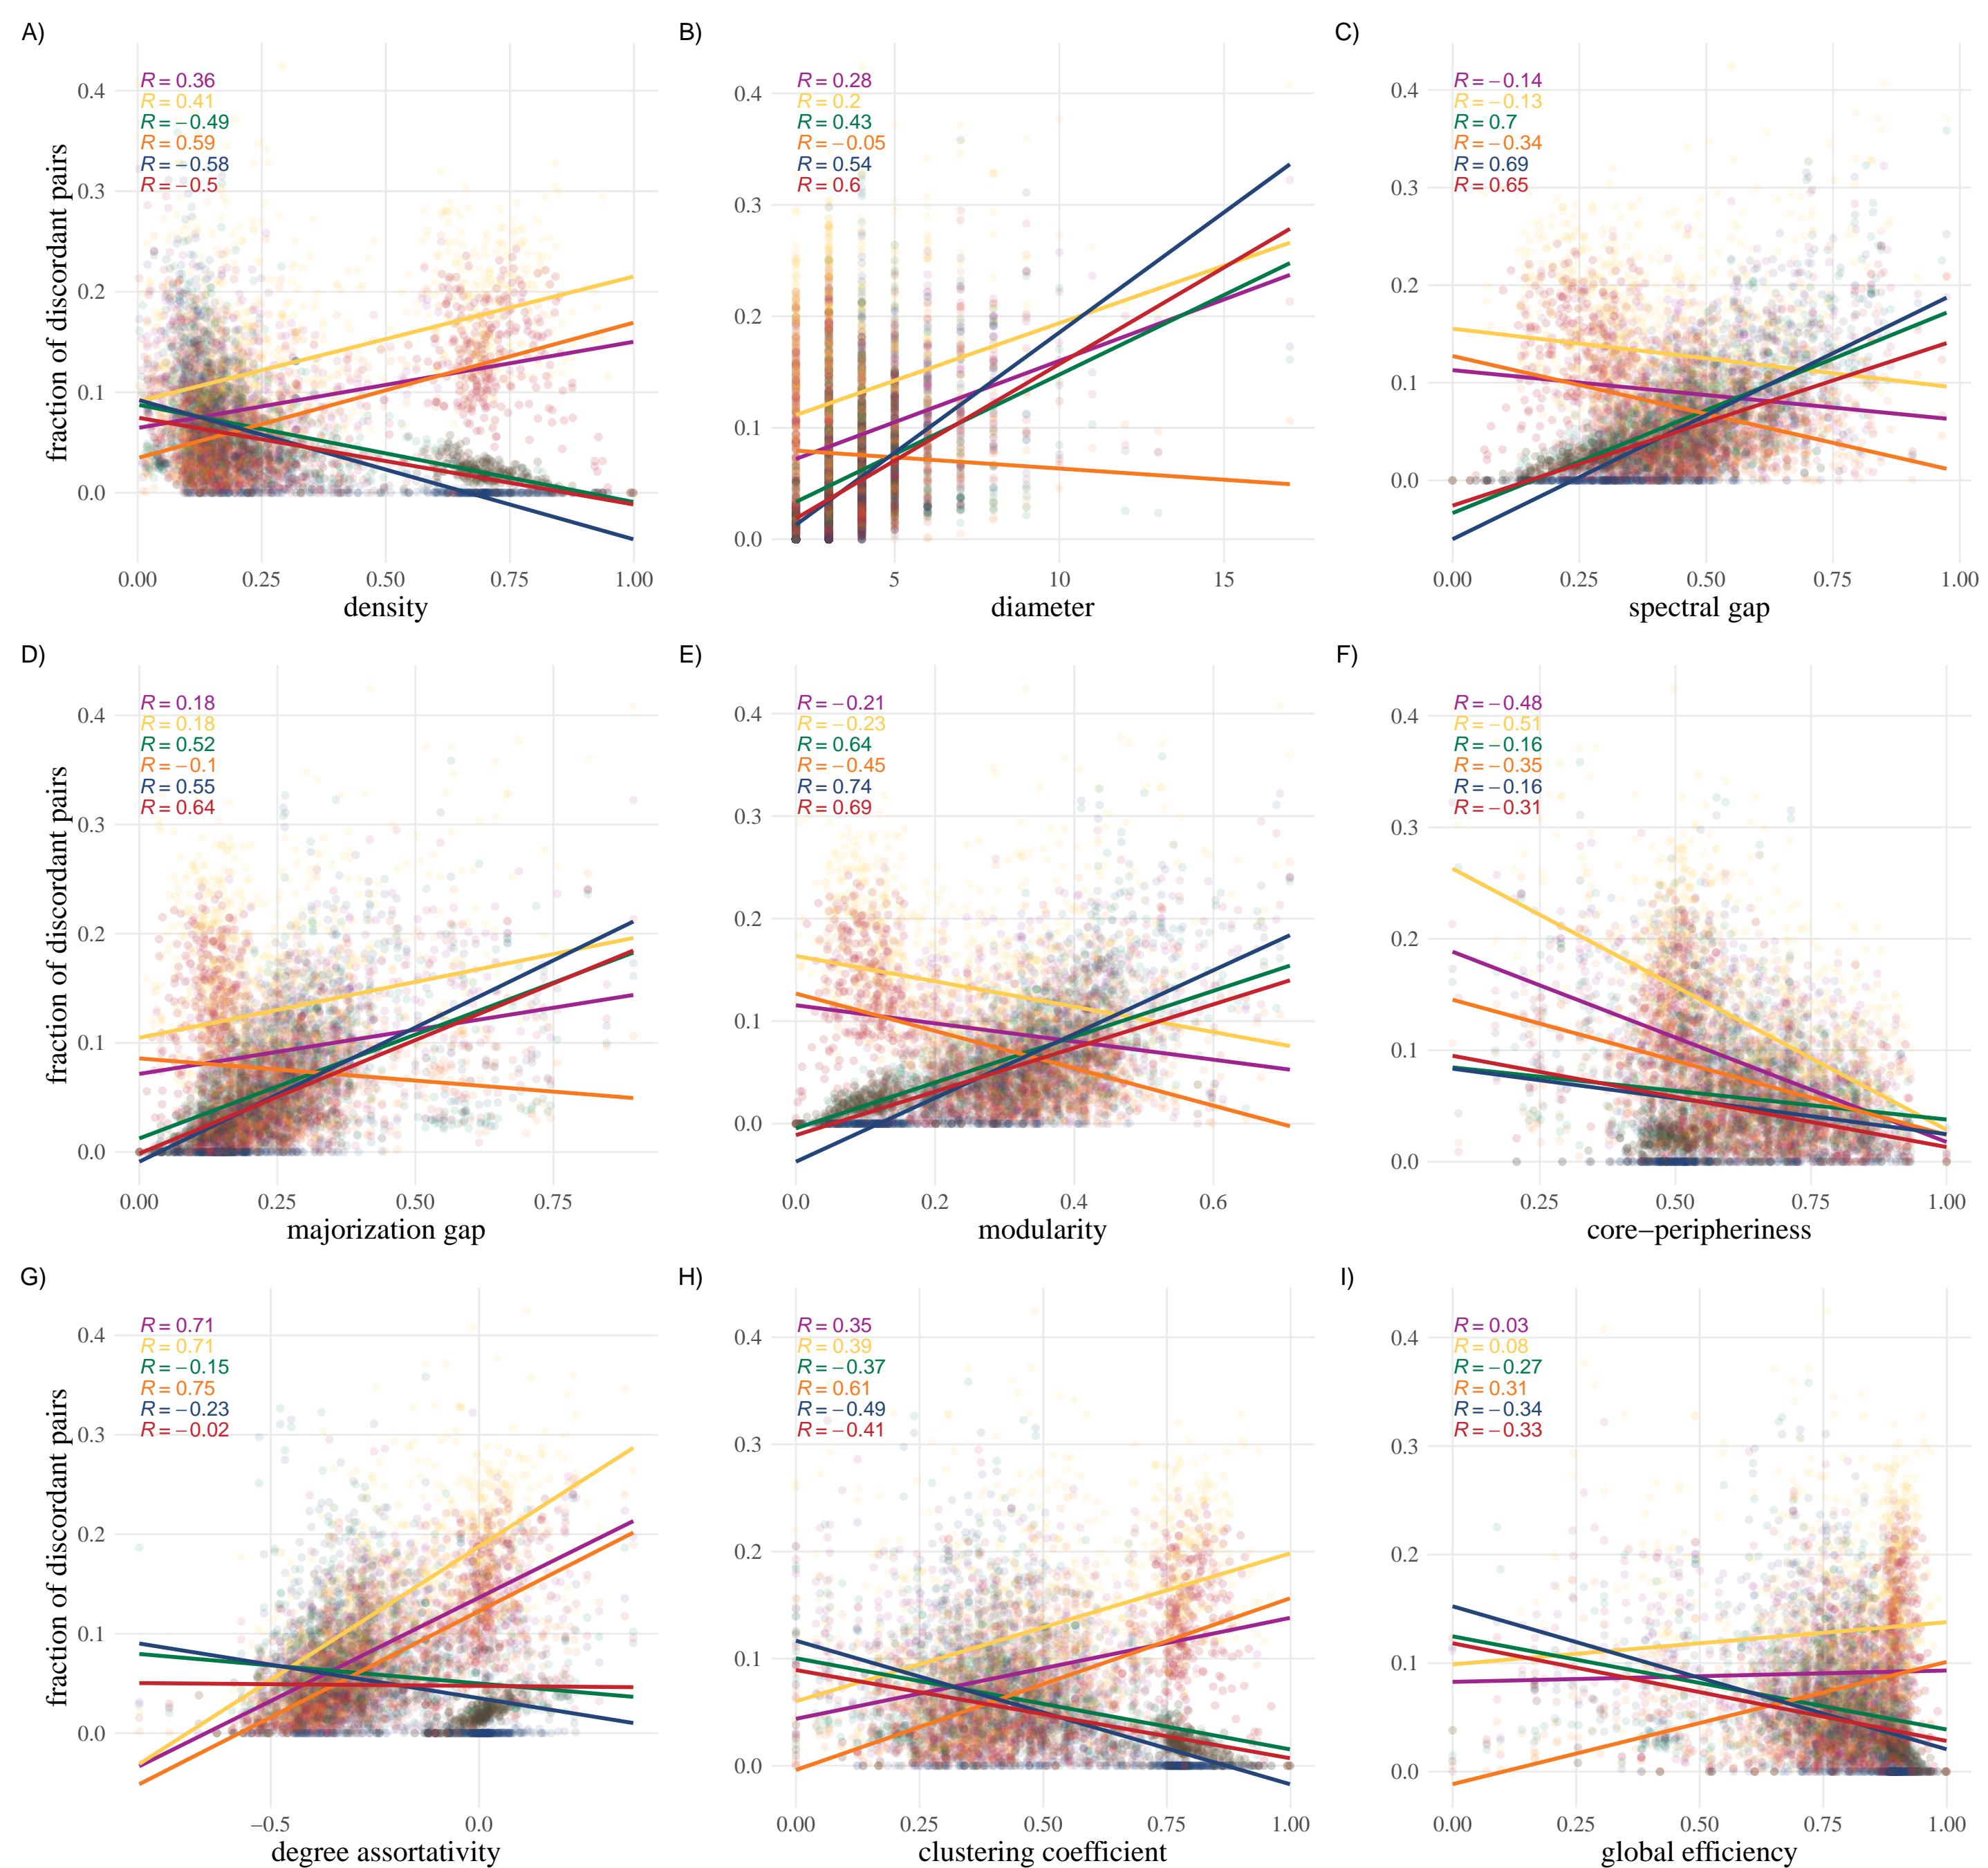 A)
R = 0.36
R = 0.41
R = −0.49
R = 0.59
R = −0.58
R = −0.5
fraction of discordant pairs
0.4
0.3
0.2
0.1
0.0
0.00 0.25 0.50 0.75 1.00
density
B)
R = 0.28
R = 0.2
R = 0.43
R = −0.05
R = 0.54
R = 0.6
0.4
0.3
0.2
0.1
0.0
5 10 15
diameter
C)
R = −0.14
R = −0.13
R = 0.7
R = −0.34
R = 0.69
R = 0.65
0.4
0.3
0.2
0.1
0.0
0.00 0.25 0.50 0.75 1.00
spectral gap
D)
R = 0.18
R = 0.18
R = 0.52
R = −0.1
R = 0.55
R = 0.64
fraction of discordant pairs
0.4
0.3
0.2
0.1
0.0
0.00 0.25 0.50 0.75
majorization gap
E)
R = −0.21
R = −0.23
R = 0.64
R = −0.45
R = 0.74
R = 0.69
0.4
0.3
0.2
0.1
0.0
0.0 0.2 0.4 0.6
modularity
F)
R = −0.48
R = −0.51
R = −0.16
R = −0.35
R = −0.16
R = −0.31
0.4
0.3
0.2
0.1
0.0
0.25 0.50 0.75 1.00
core−peripheriness
G)
R = 0.71
R = 0.71
R = −0.15
R = 0.75
R = −0.23
R = −0.02
fraction of discordant pairs
0.4
0.3
0.2
0.1
0.0
−0.5 0.0
degree assortativity
H)
R = 0.35
R = 0.39
R = −0.37
R = 0.61
R = −0.49
R = −0.41
0.4
0.3
0.2
0.1
0.0
0.00 0.25 0.50 0.75 1.00
clustering coefficient
I)
R = 0.03
R = 0.08
R = −0.27
R = 0.31
R = −0.34
R = −0.33
0.4
0.3
0.2
0.1
0.0
0.00 0.25 0.50 0.75 1.00
global efficiency